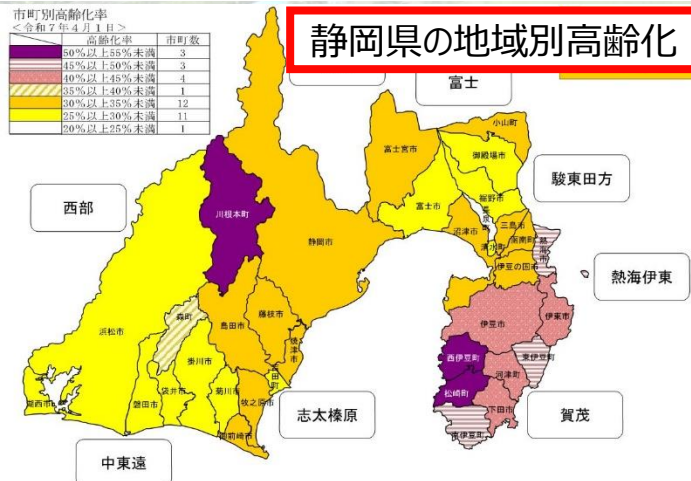 市町別高齢化率
<令和7年4月1日>
高齢化率 市町数
50%以上55%未満 3
45%以上50%未満 3
40%以上45%未満 4
35%以上40%未満 1
30%以上35%未満 12
25%以上30%未満 11
20%以上25%未満 1
静岡県の地域別高齢化
富士
小山町
富士宮市
御殿場市
駿東田方
裾野市
西部
川根本町
富士市
長泉町
三島市
沼津市
函南町
熱海市
清水町
静岡市
伊豆の国市
熱海伊東
森町
島田市
藤枝市
伊豆市
伊東市
浜松市
焼津市
西伊豆町
東伊豆町
掛川市
吉田町
河津町
松崎町
湖西市
磐田市
袋井市
菊川市
牧之原市
志太榛原
下田市
賀茂
南伊豆町
御前崎市
中東遠